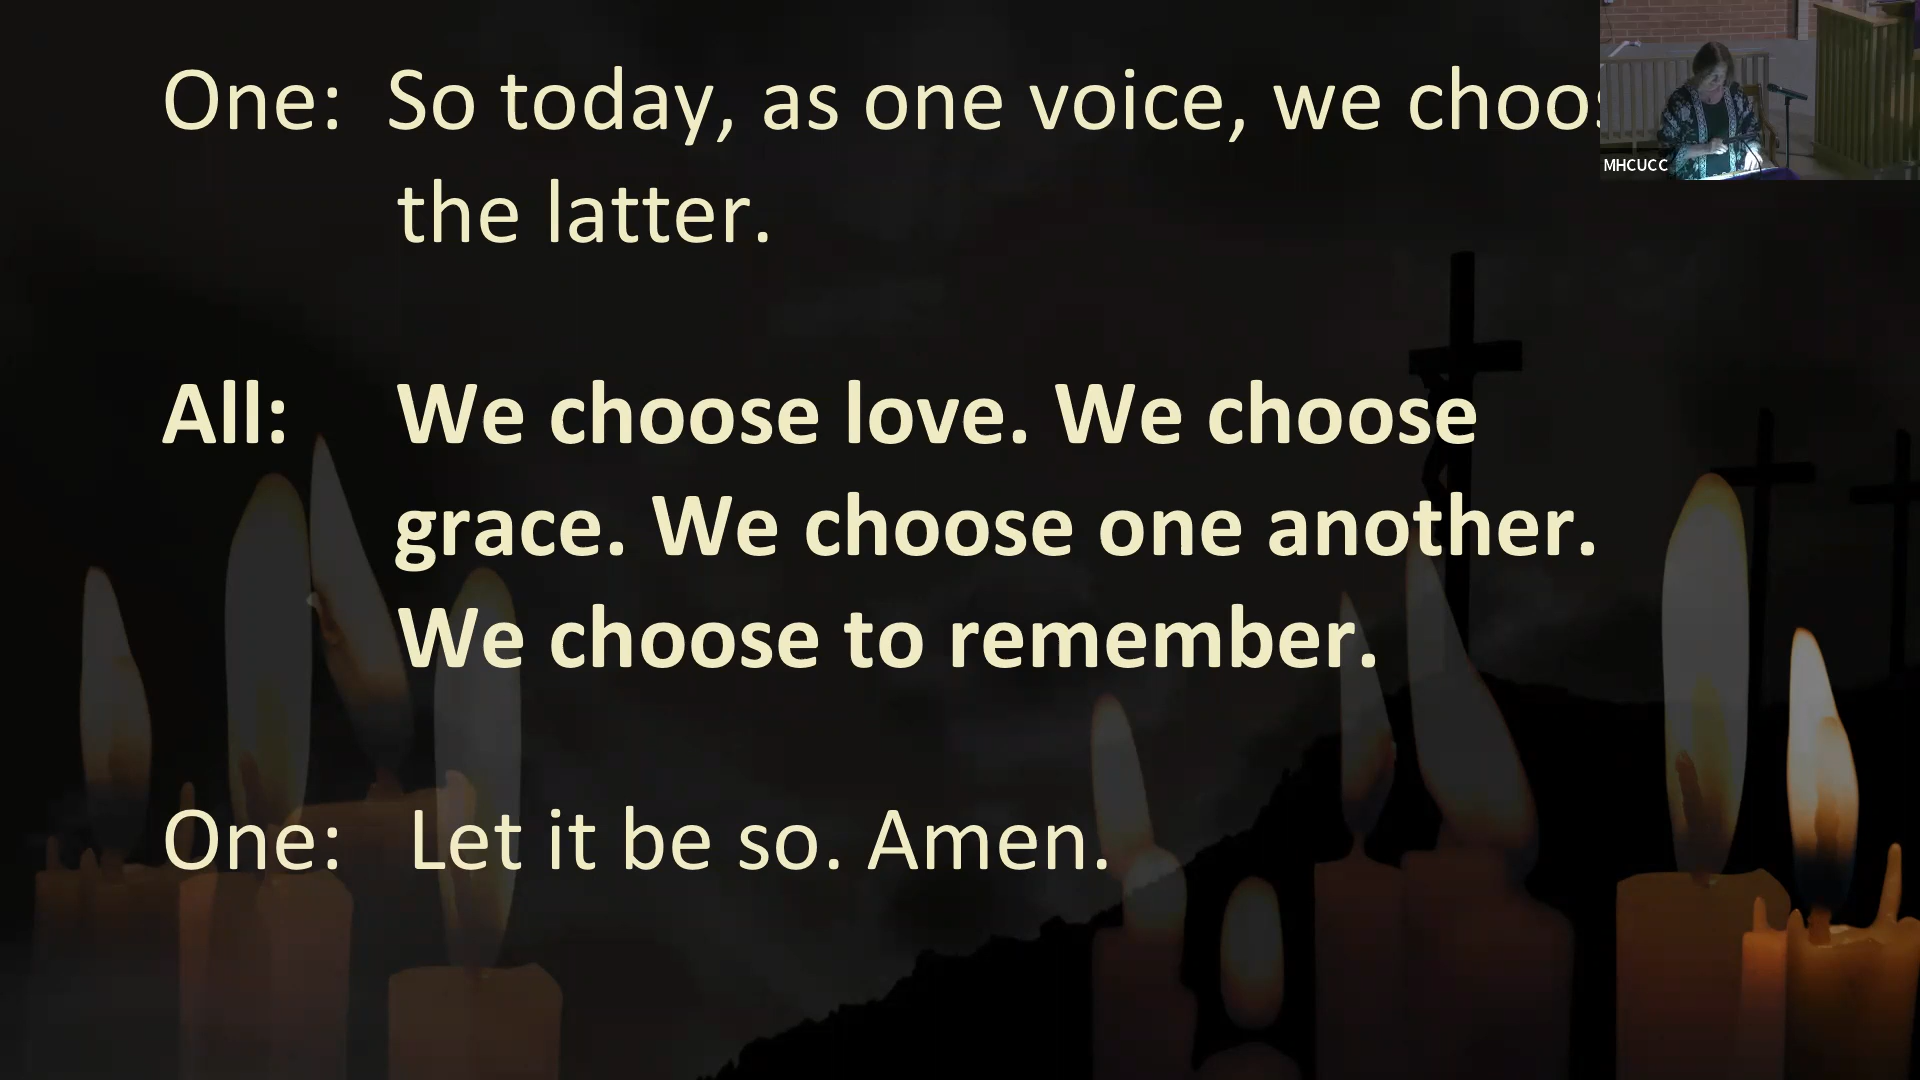 One: So today, as one voice, we choos
the latter.
All: We choose love. We choose
grace. We choose one another.
We choose to remember.
One: Let it be so. Amen.
MHCUCC